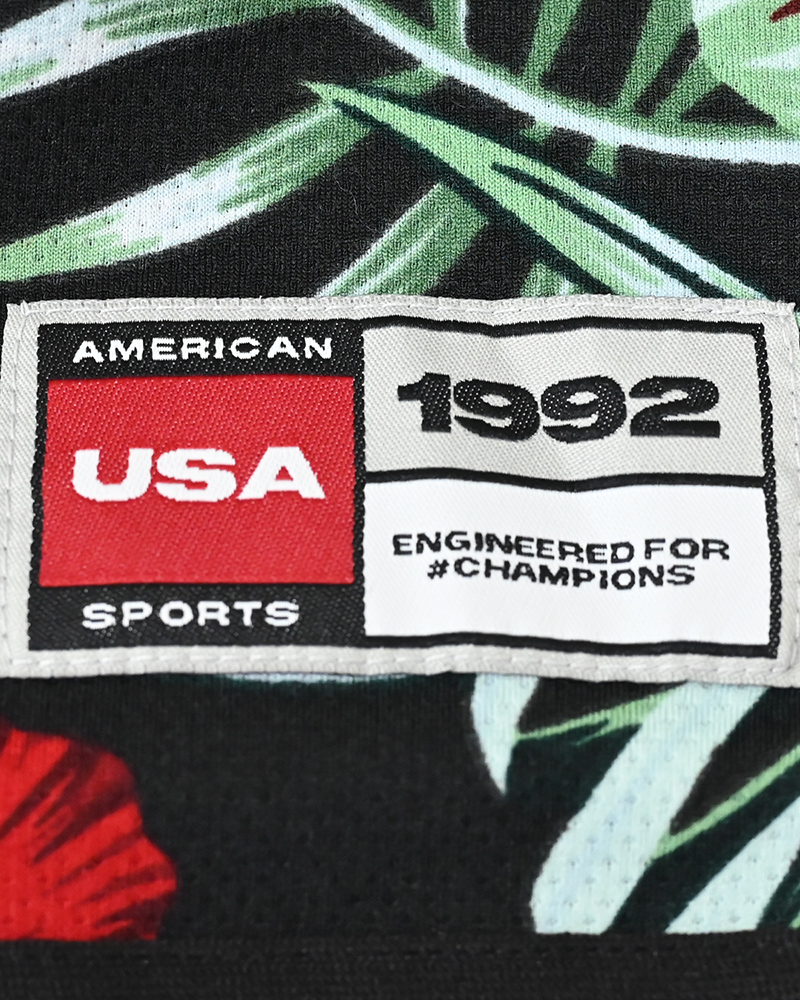 AMERICAN
USA
SPORTS
1992
ENGINEERED FOR
#CHAMPIONS